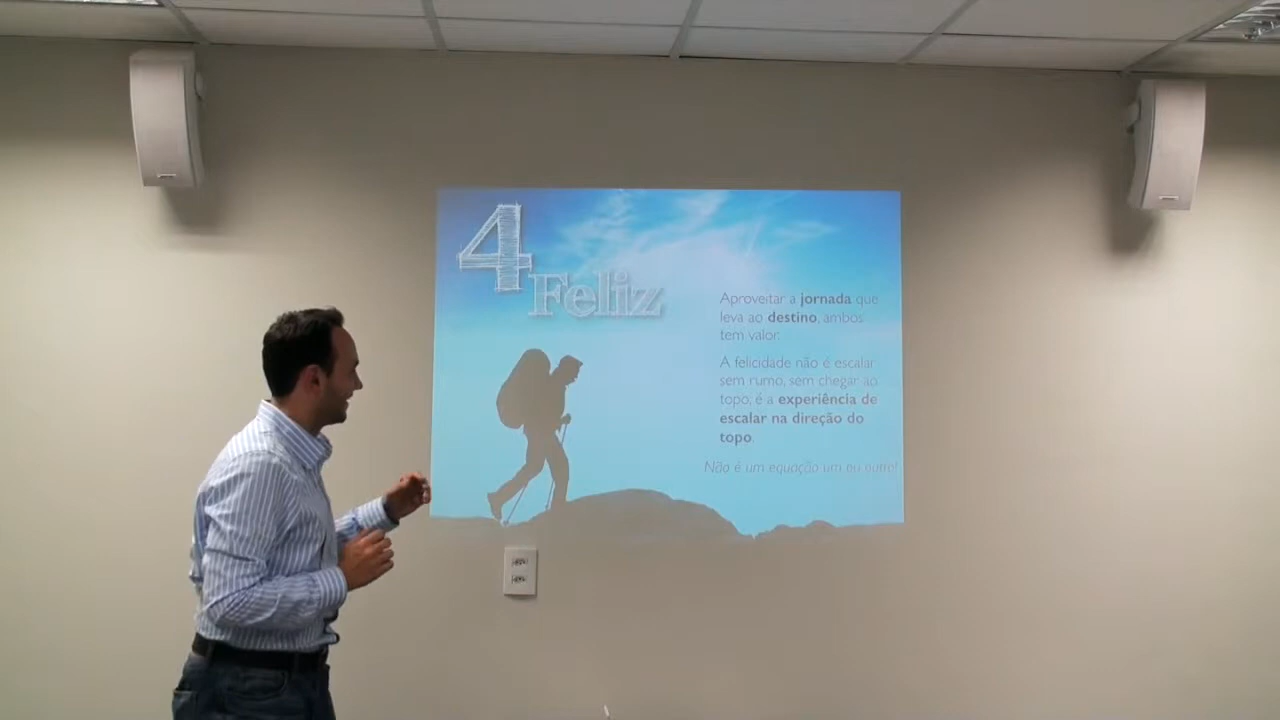 4
Feliz
Aproveitar a jornada que
leva ao destino, ambos
tem valor.
A felicidade não é escalar
sem rumo, sem chegar ao
topo, é a experiência de
escalar na direção do
topo.
Não é um equação um ou outro!